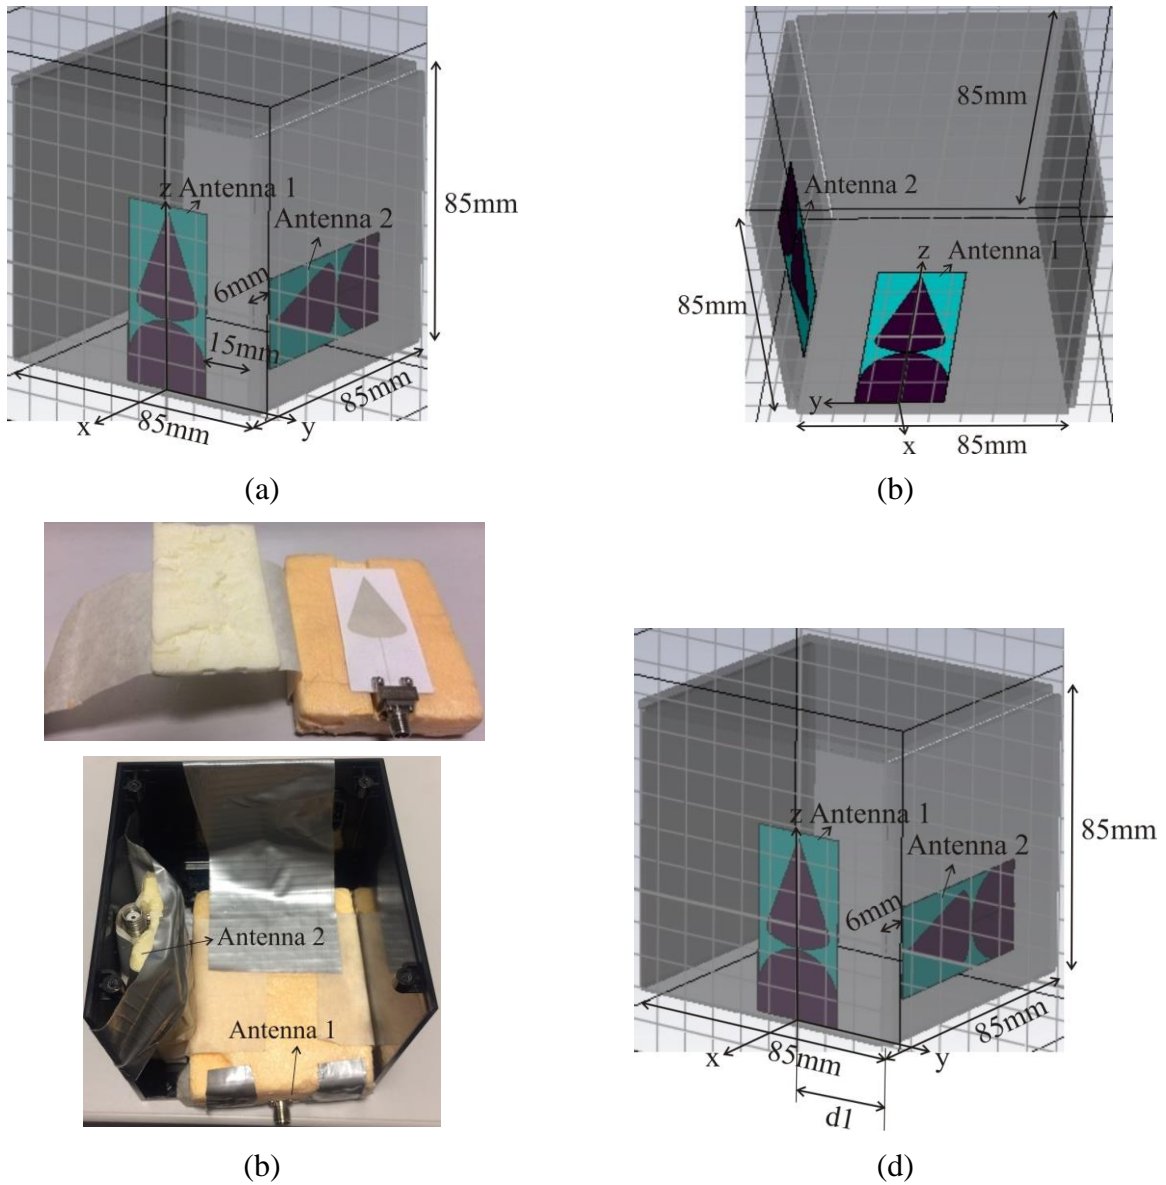 z Antenna 1
Antenna 2
6mm
15mm
85mm
85mm
85mm
x
y
(a)
85mm
Antenna 2
z Antenna 1
85mm
y
x
85mm
(b)
Antenna 2
Antenna 1
(b)
z Antenna 1
Antenna 2
6mm
85mm
85mm
85mm
x
y
d1
(d)